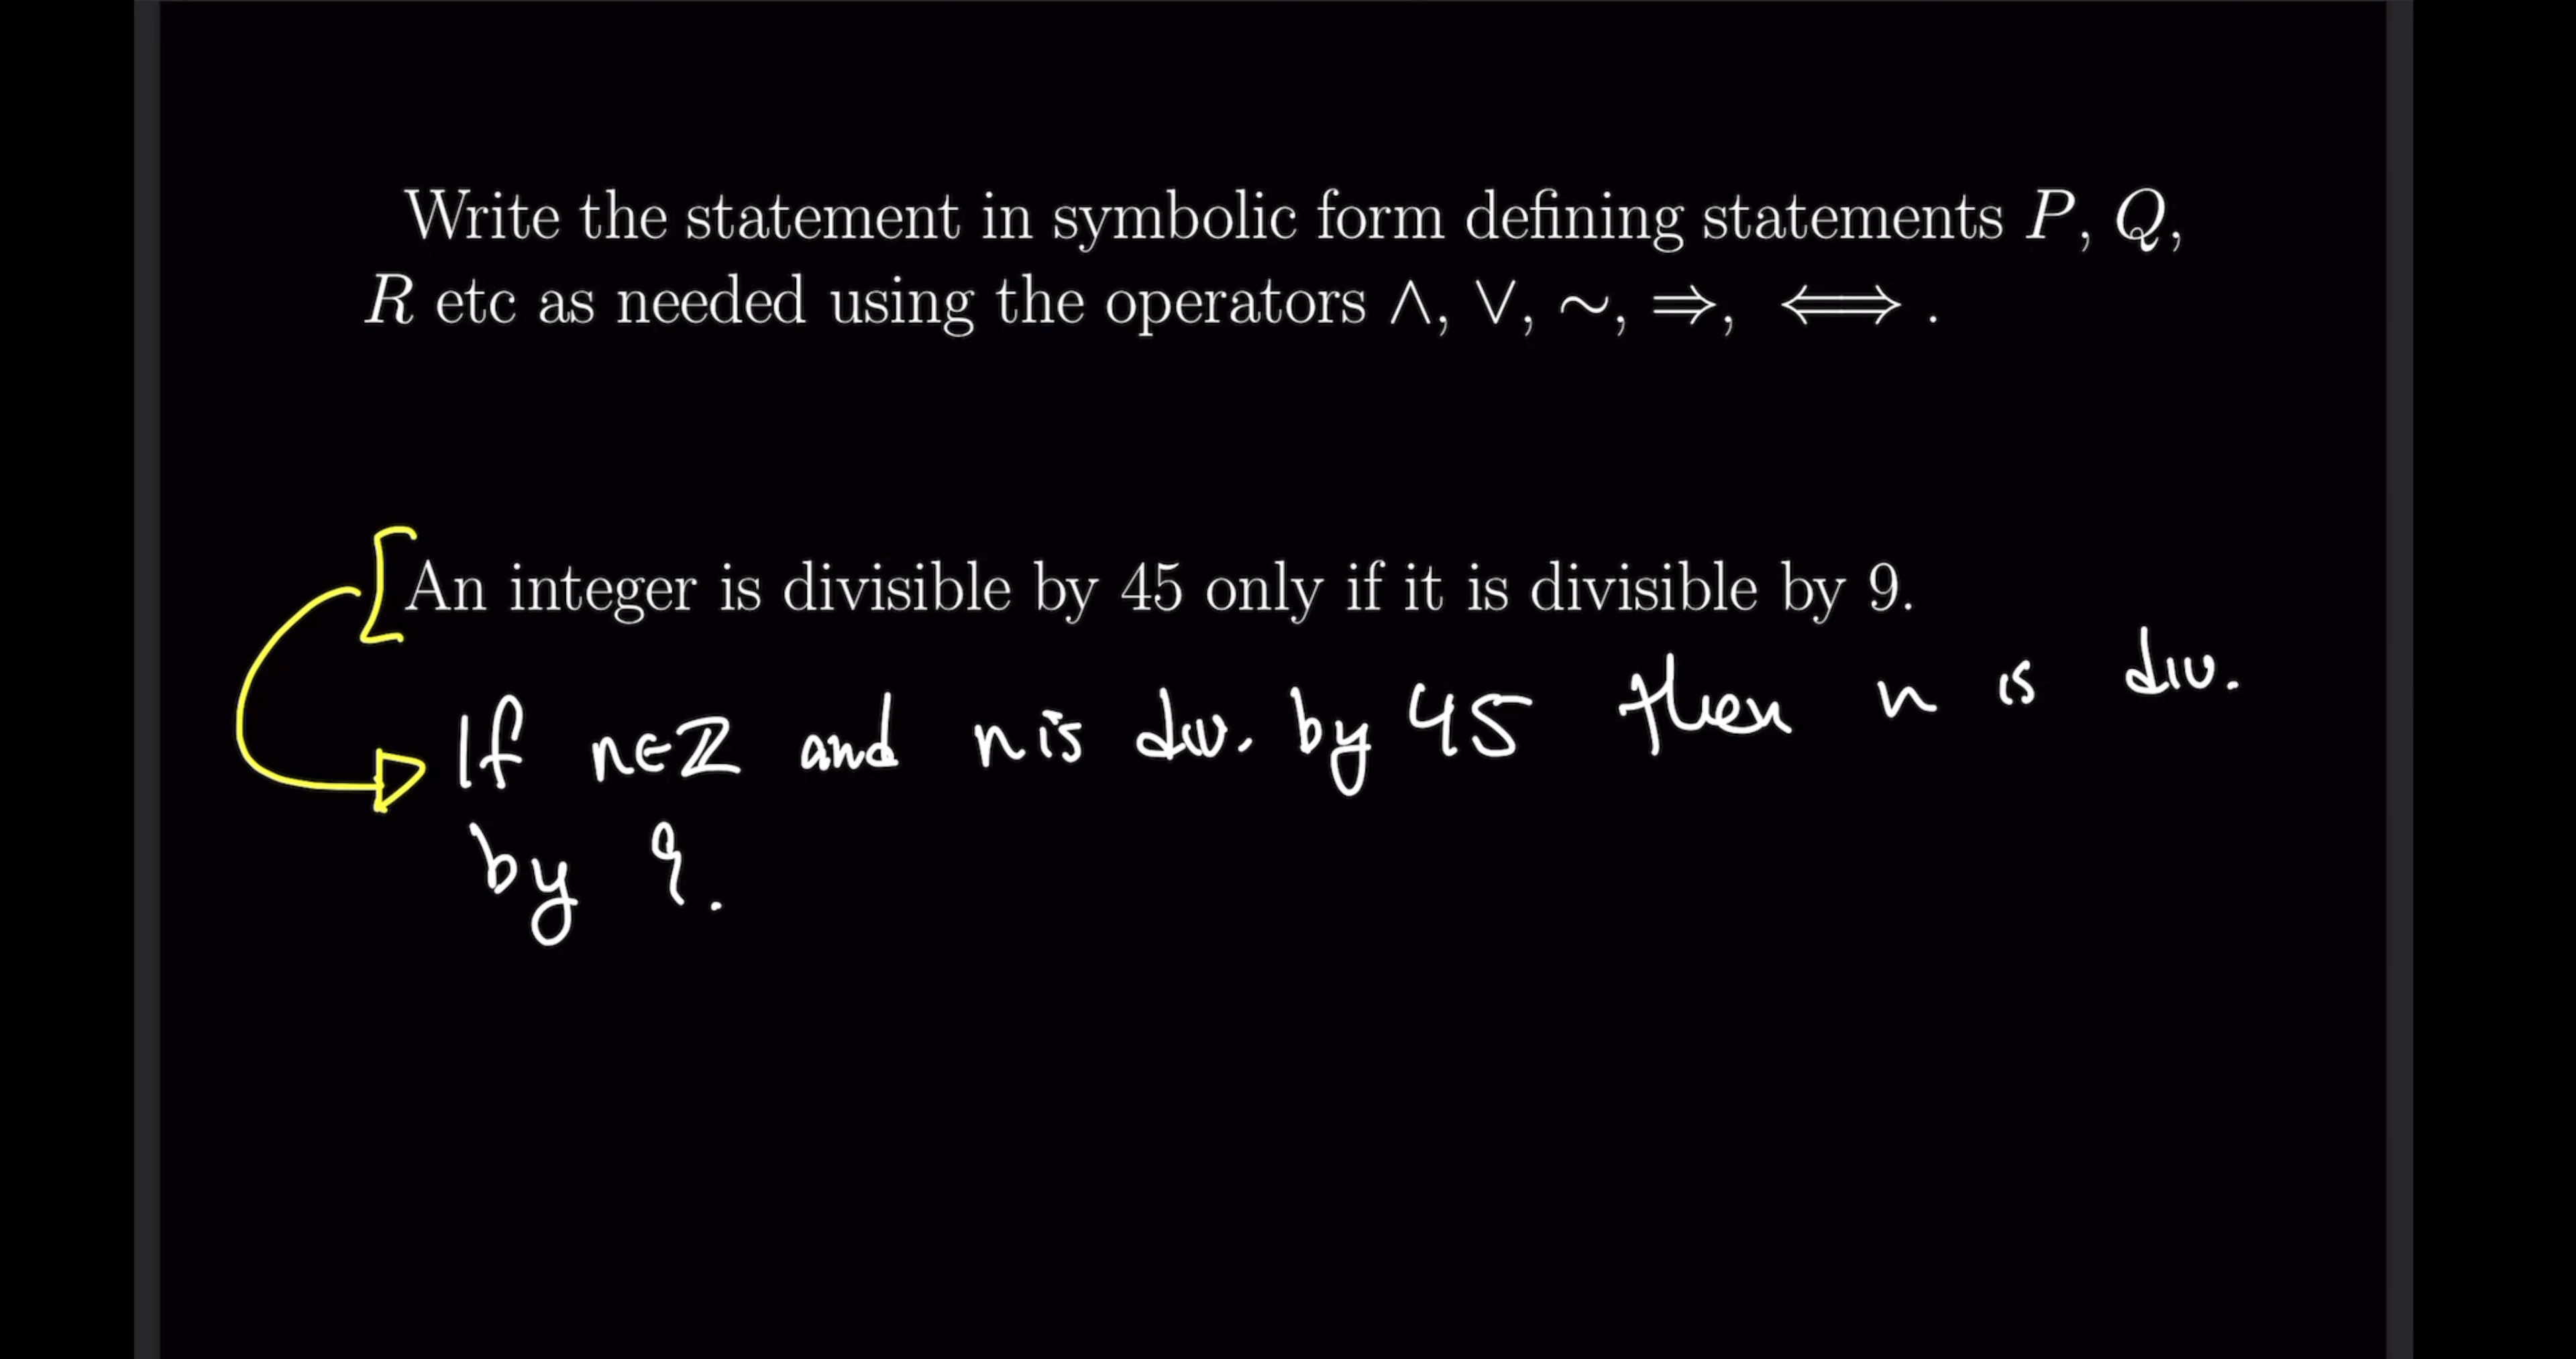 Write the statement in symbolic form defining statements P, Q,
R etc as needed using the operators ∧, ∨, ∼, ⇒, ⟺ .
An integer is divisible by 45 only if it is divisible by 9.
If n∈ℤ and n is div. by 45 then n is div.
by 9.